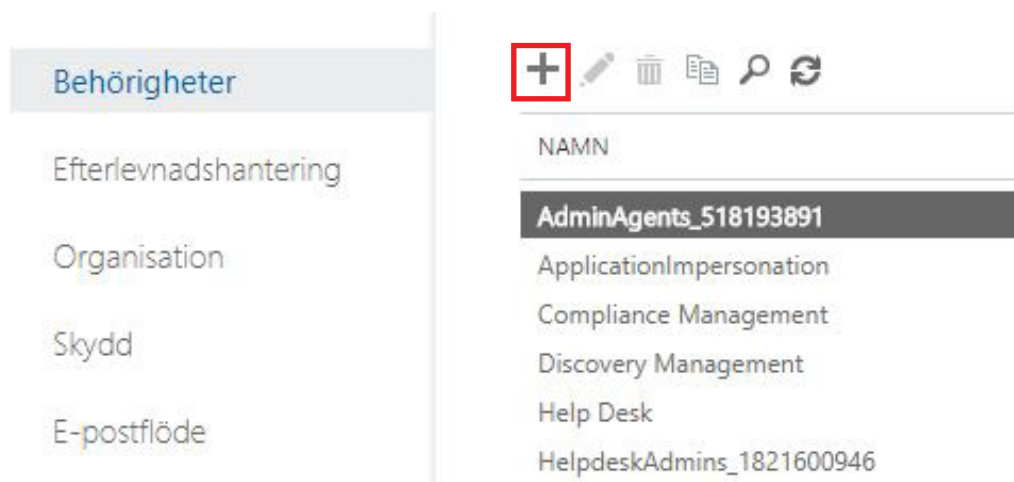 Behörigheter
Efterlevnadshantering
Organisation
Skydd
E-postflöde
NAMN
AdminAgents_518193891
ApplicationImpersonation
Compliance Management
Discovery Management
Help Desk
HelpdeskAdmins_1821600946